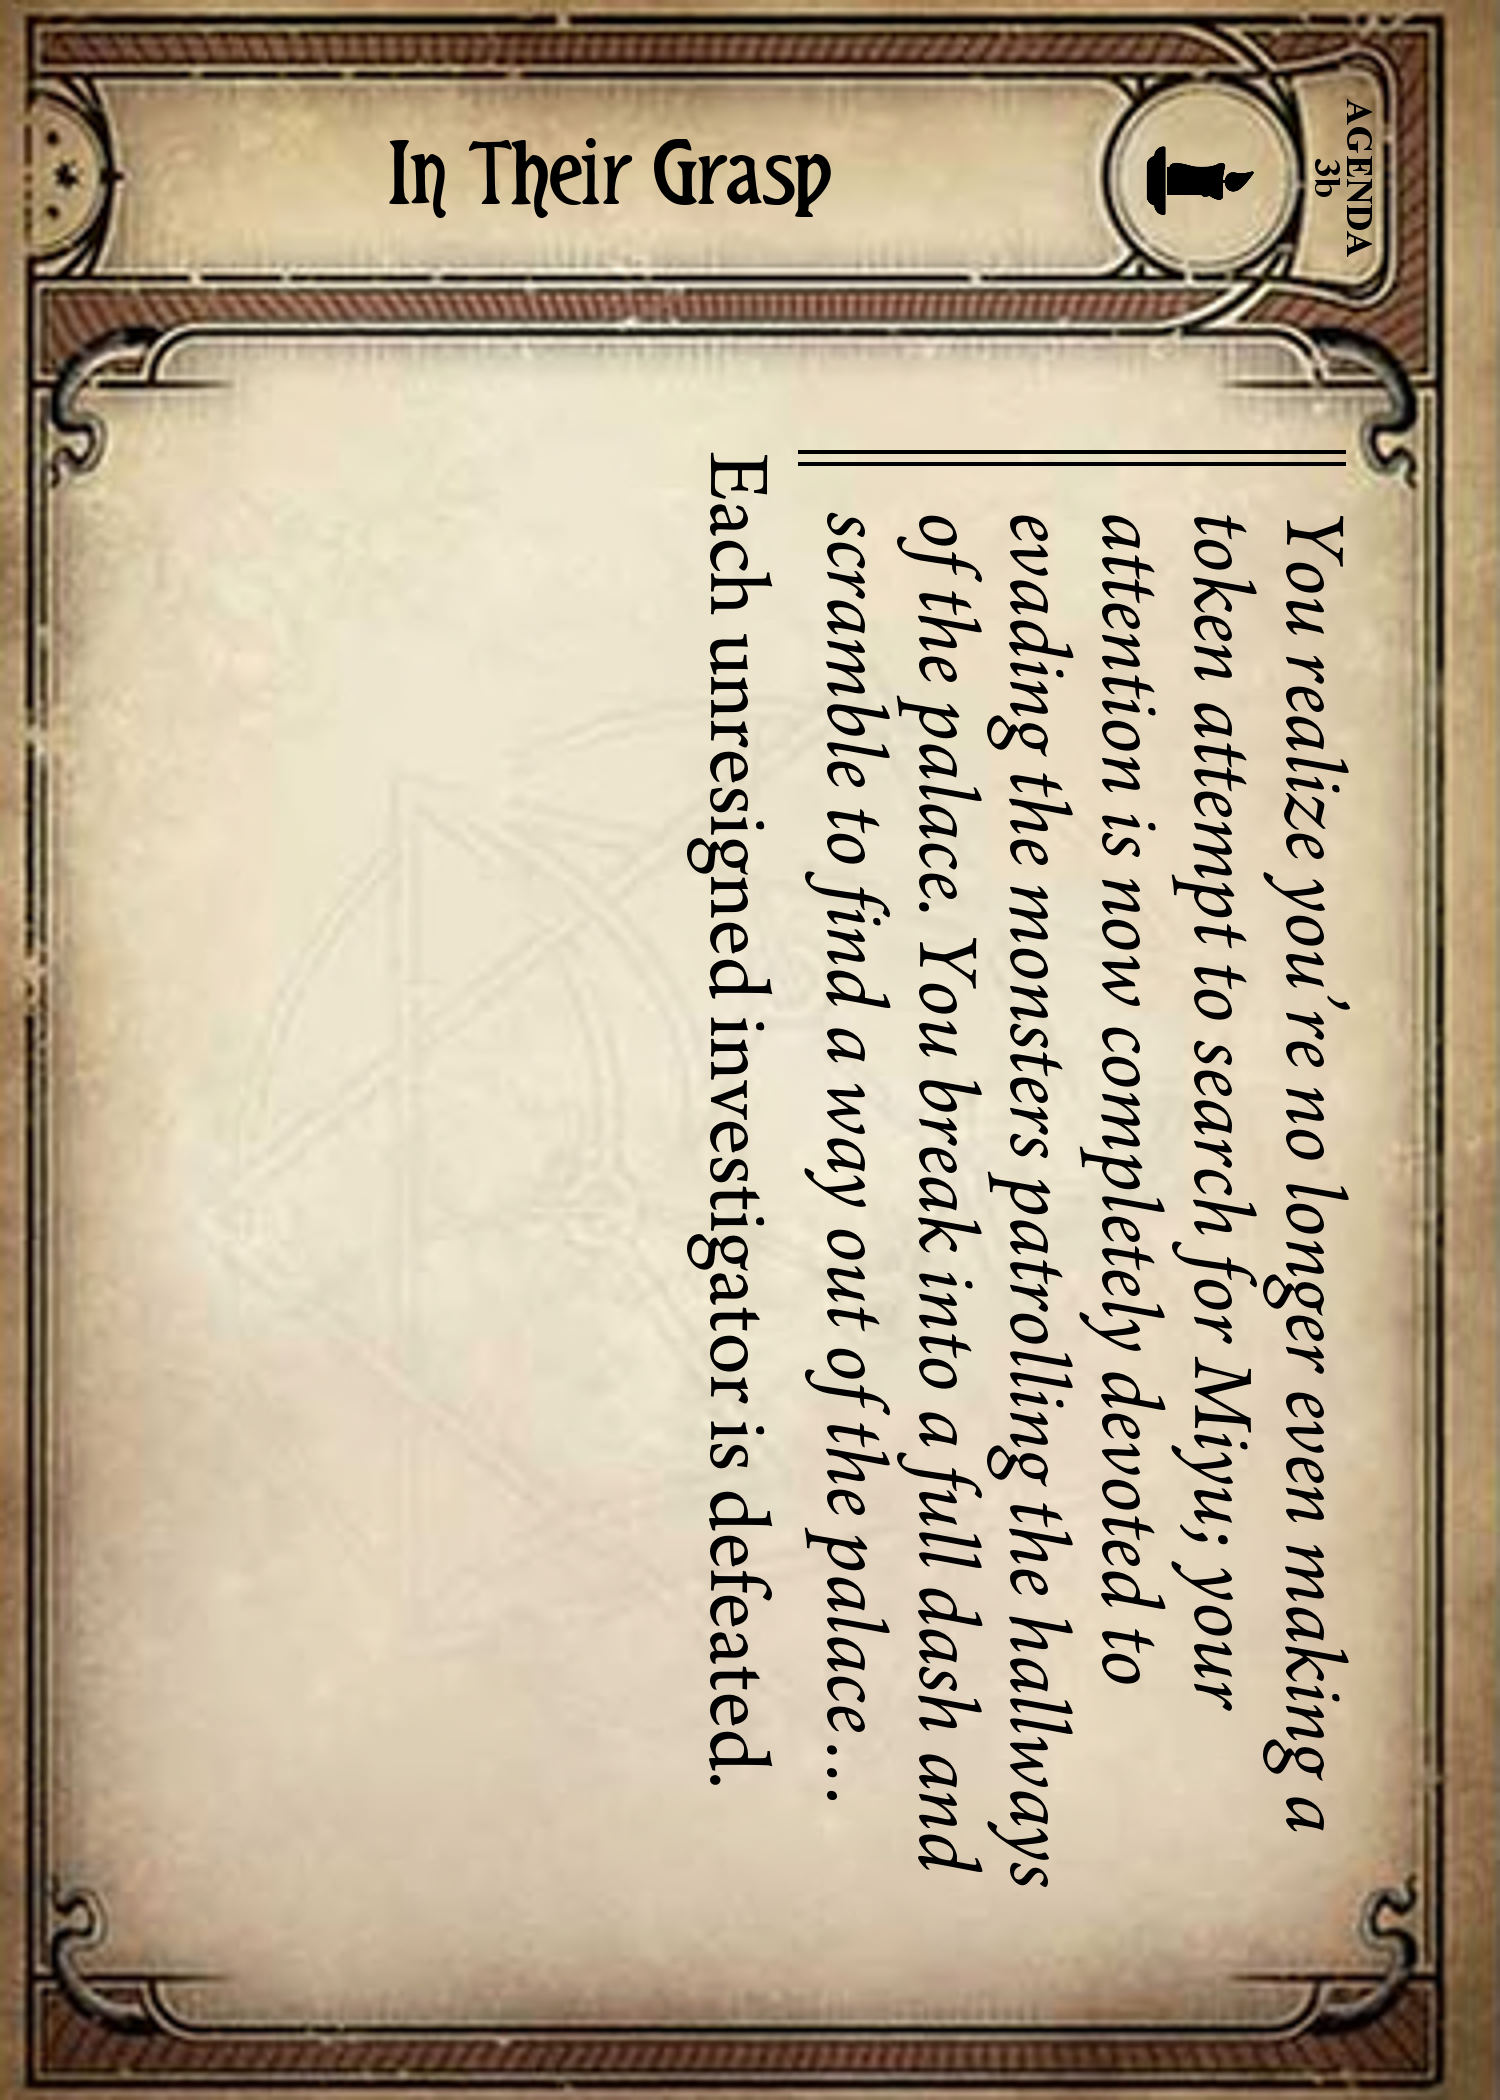 AGENDA
3b
In Their Grasp
You realize you're no longer even making a
token attempt to search for Miyu; your
attention is now completely devoted to
evading the monsters patrolling the hallways
of the palace. You break into a full dash and
scramble to find a way out of the palace...
Each unresigned investigator is defeated.